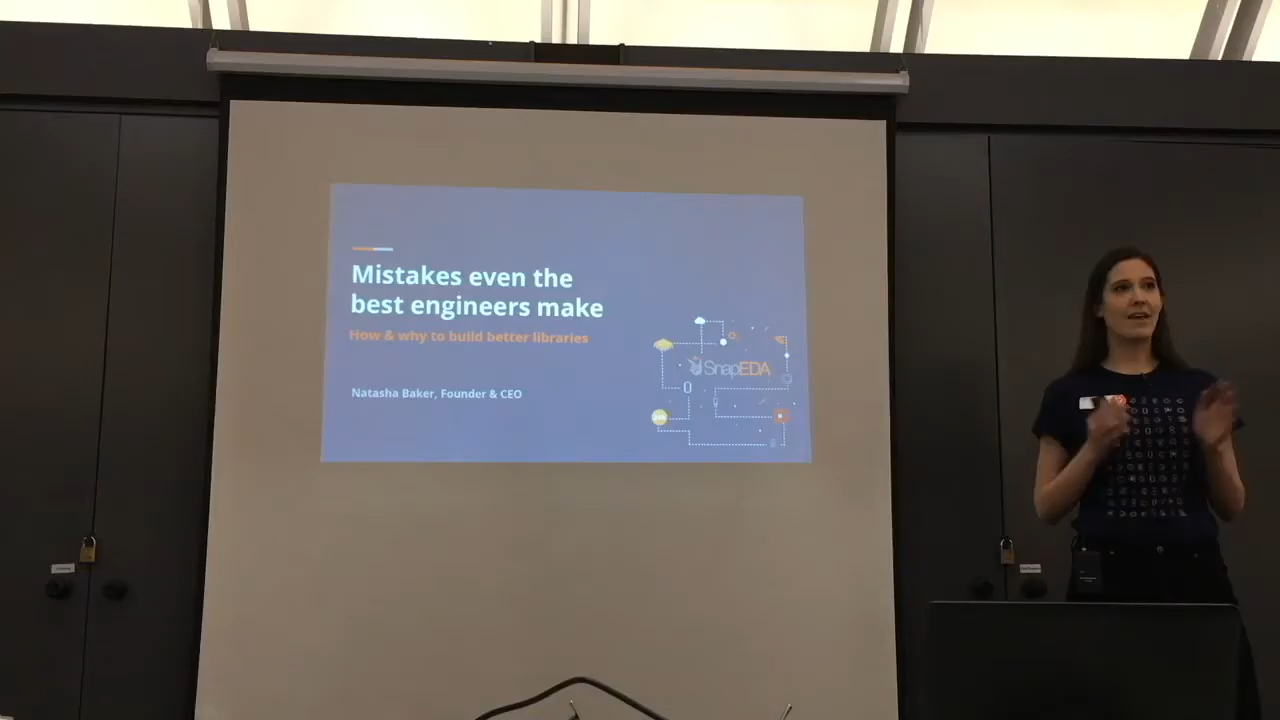 Mistakes even the
best engineers make
How & why to build better libraries
SnapEDA
Natasha Baker, Founder & CEO